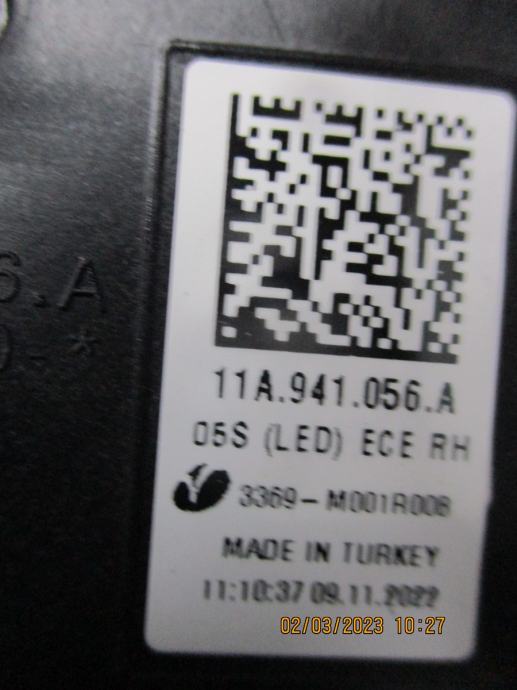 6.A
11A.941.056.A
05S (LED) ECE RH
3369-M001R008
MADE IN TURKEY
11:10:37 09.11.2022
02/03/2023 10:27